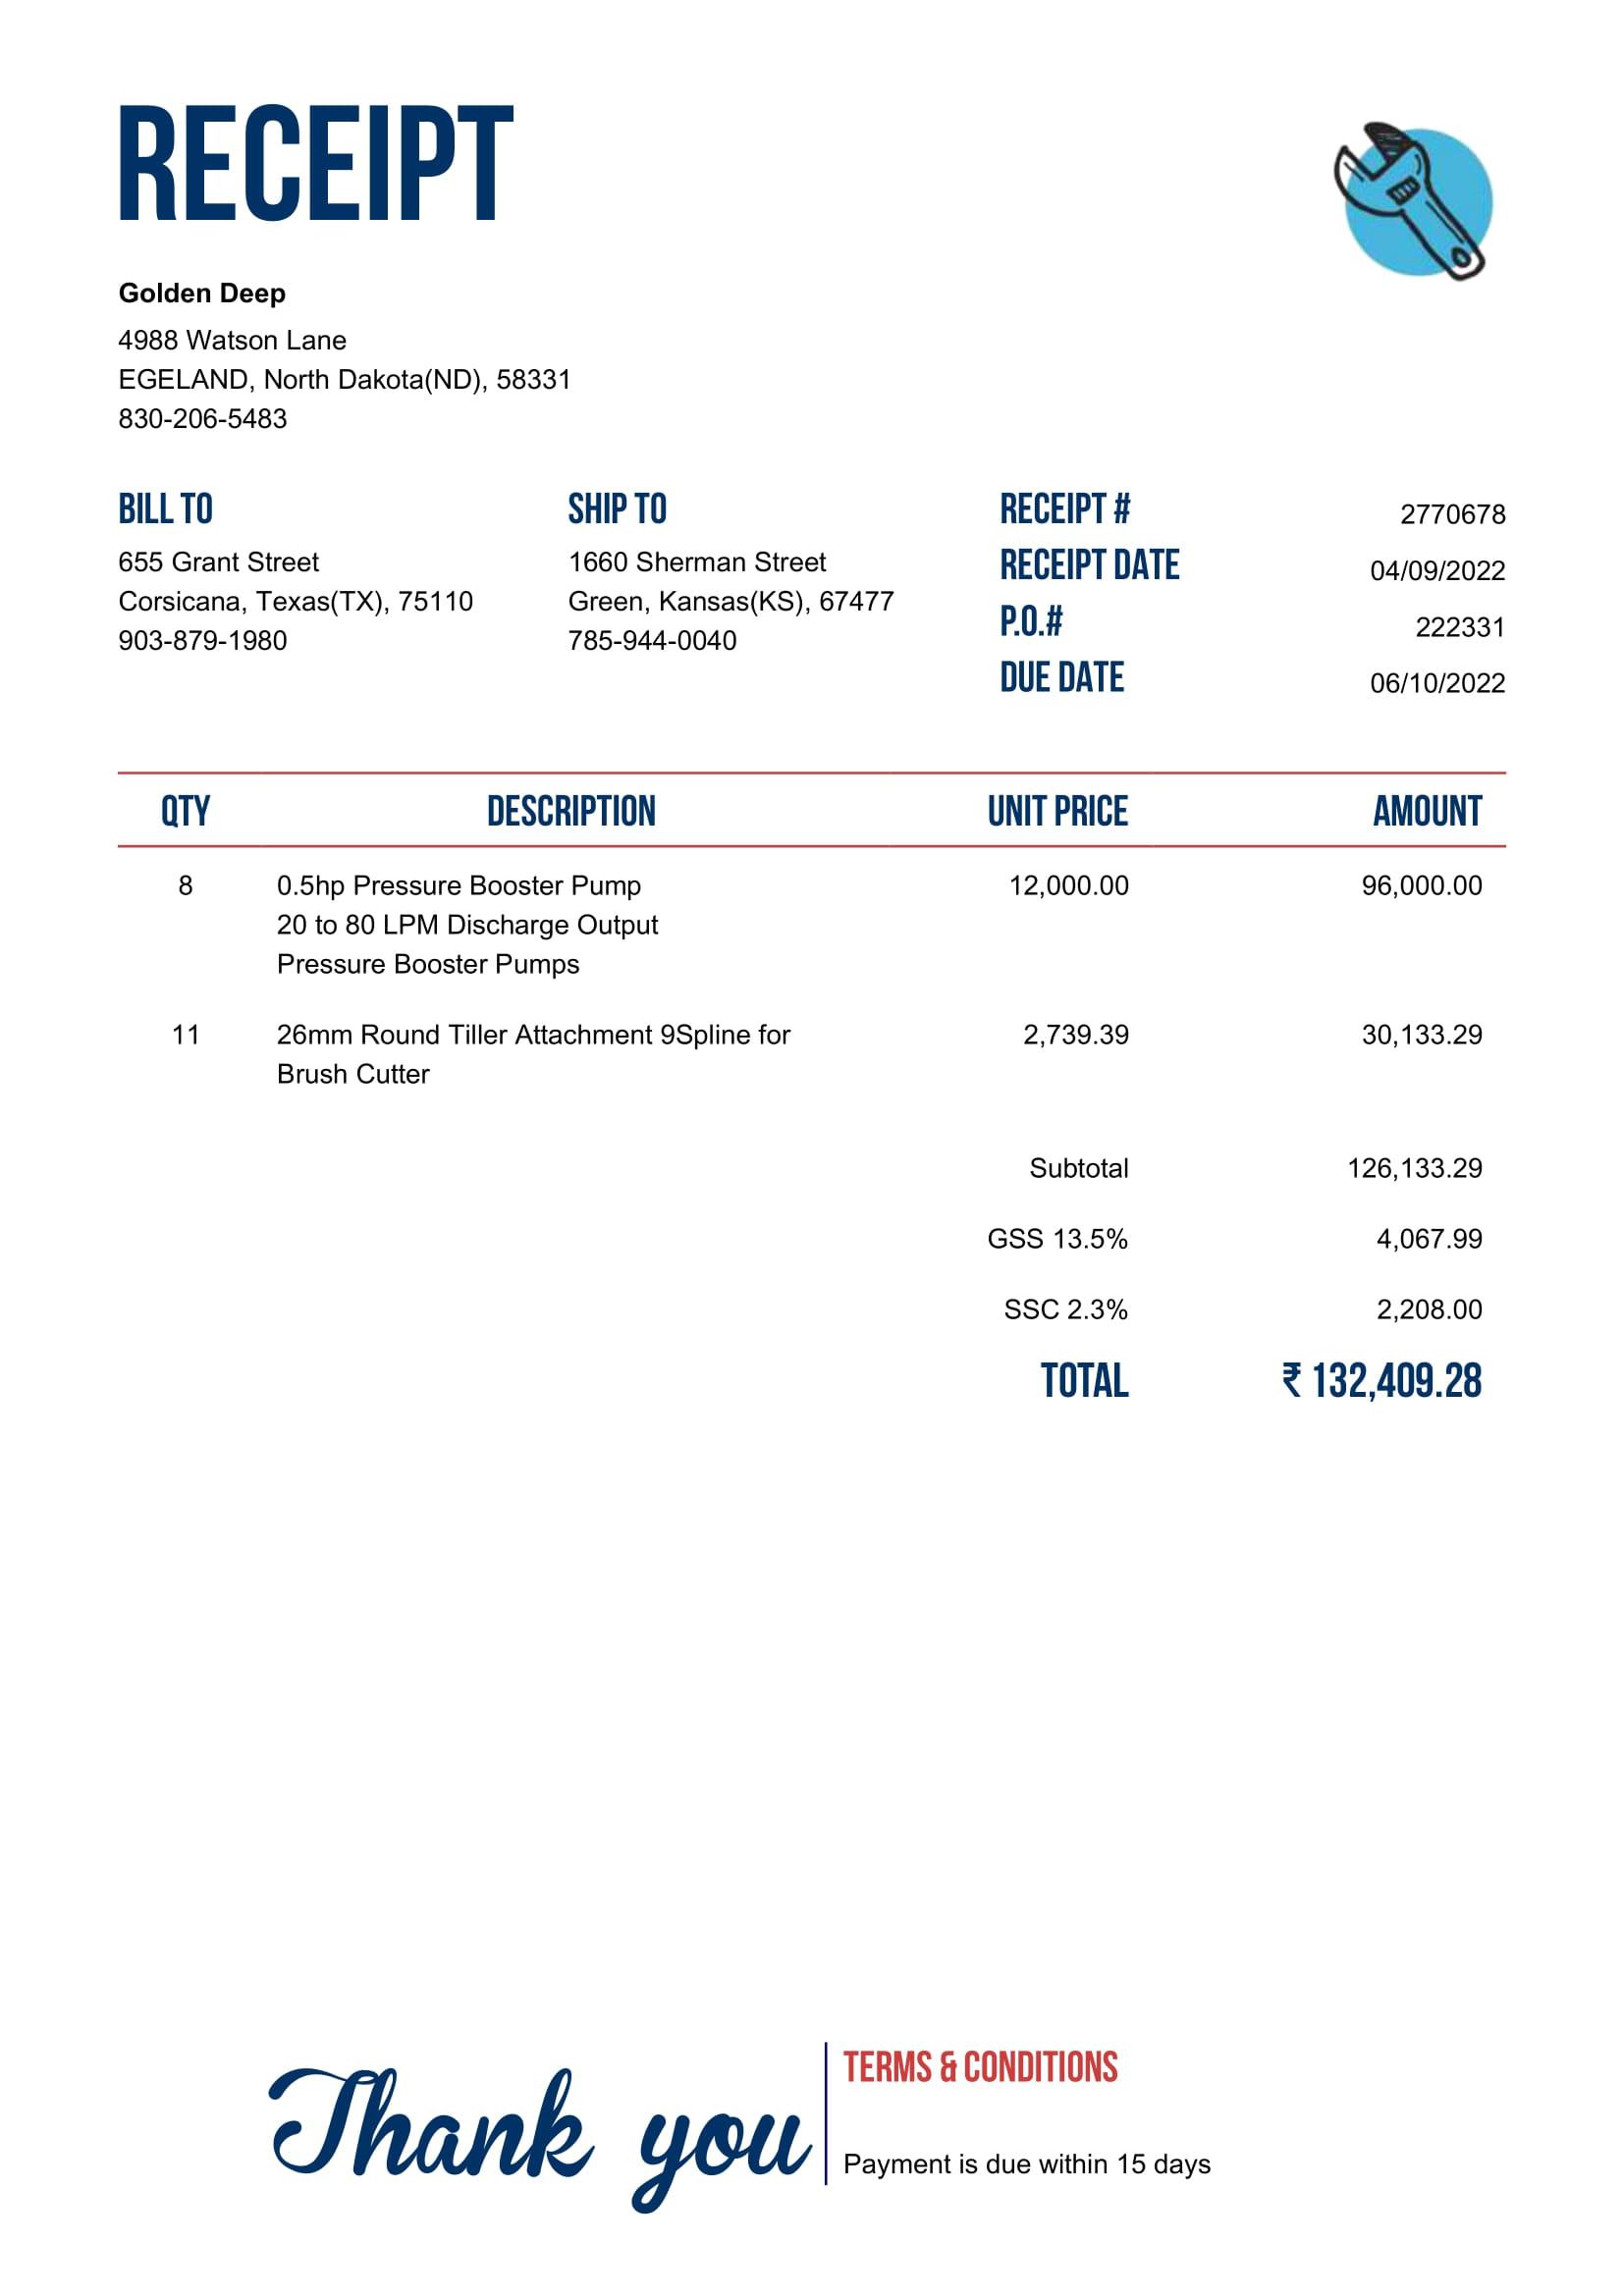 RECEIPT
Golden Deep
4988 Watson Lane
EGELAND, North Dakota(ND), 58331
830-206-5483
BILL TO
655 Grant Street
Corsicana, Texas(TX), 75110
903-879-1980
SHIP TO
1660 Sherman Street
Green, Kansas(KS), 67477
785-944-0040
RECEIPT # 2770678
RECEIPT DATE 04/09/2022
P.O.# 222331
DUE DATE 06/10/2022
QTY DESCRIPTION UNIT PRICE AMOUNT
8 0.5hp Pressure Booster Pump 12,000.00 96,000.00
20 to 80 LPM Discharge Output
Pressure Booster Pumps
11 26mm Round Tiller Attachment 9Spline for 2,739.39 30,133.29
Brush Cutter
Subtotal 126,133.29
GSS 13.5% 4,067.99
SSC 2.3% 2,208.00
TOTAL ₹ 132,409.28
Thank you
TERMS & CONDITIONS
Payment is due within 15 days